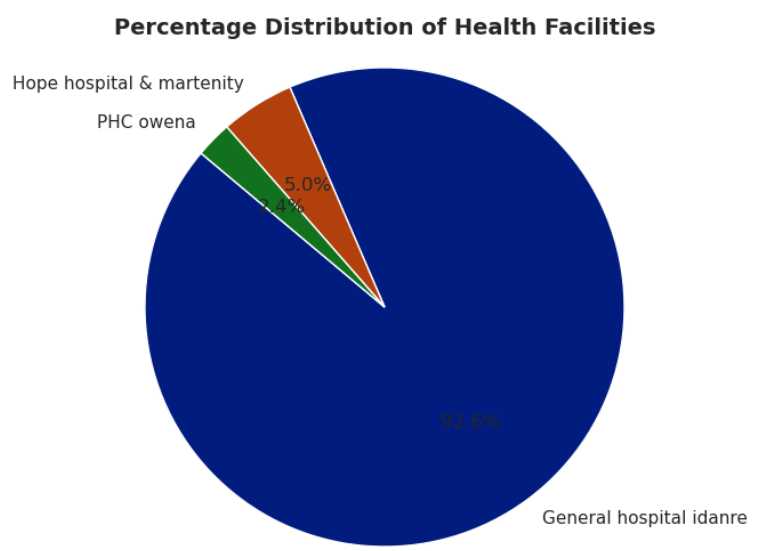 Percentage Distribution of Health Facilities
Hope hospital & martenity
PHC owena
5.0%
2.4%
92.6%
General hospital idanre